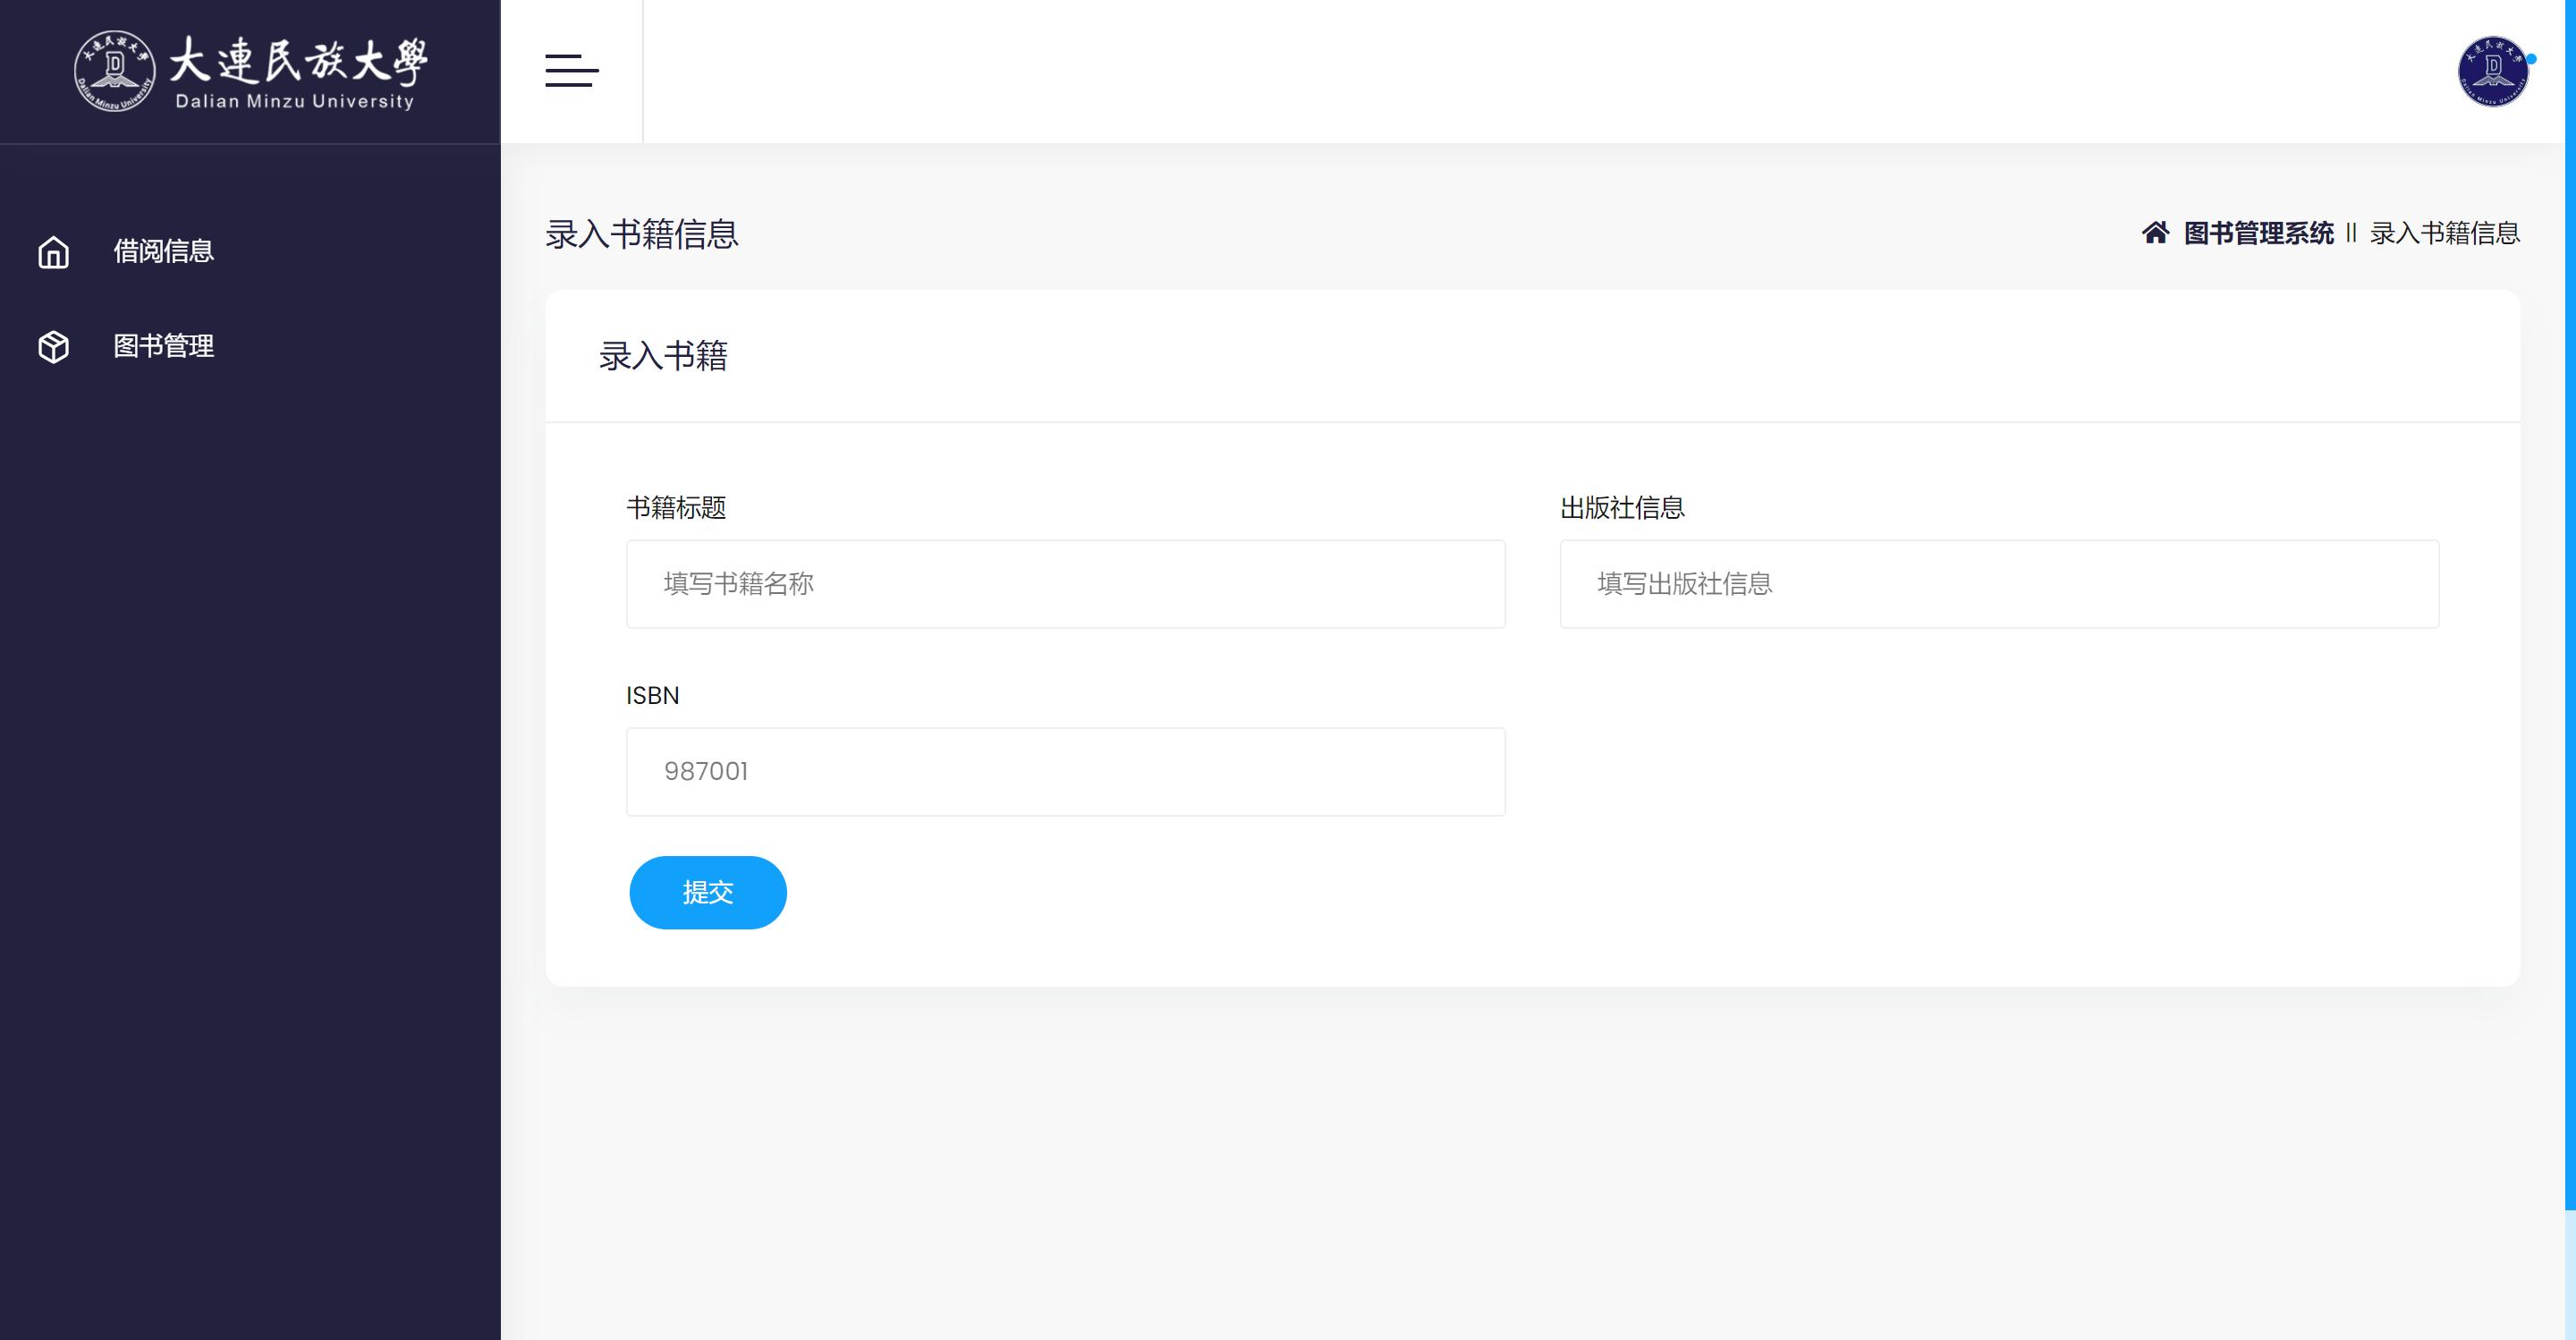 大連民族大學
Dalian Minzu University
借阅信息
图书管理
录入书籍信息
图书管理系统 || 录入书籍信息
录入书籍
书籍标题
出版社信息
填写书籍名称
填写出版社信息
ISBN
987001
提交